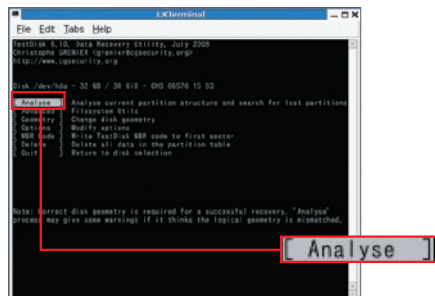 LXTerminal
File Edit Tabs Help
TestDisk 5.10, Data Recovery Utility, July 2008
Christophe GRENIER <grenier@cgsecurity.org>
http://www.cgsecurity.org
Disk /dev/hda - 32 GB / 30 GiB - CHS 66576 15 63
[ Analyse ] Analyse current partition structure and search for lost partitions
[ Advanced ] Filesystem Utils
[ Geometry ] Change disk geometry
[ Options ] Modify options
[ MBR Code ] Write TestDisk MBR code to first sector
[ Delete ] Delete all data in the partition table
[ Quit ] Return to disk selection
Note: Correct disk geometry is required for a successful recovery. 'Analyse'
process may give some warnings if it thinks the logical geometry is mismatched.
[ Analyse ]